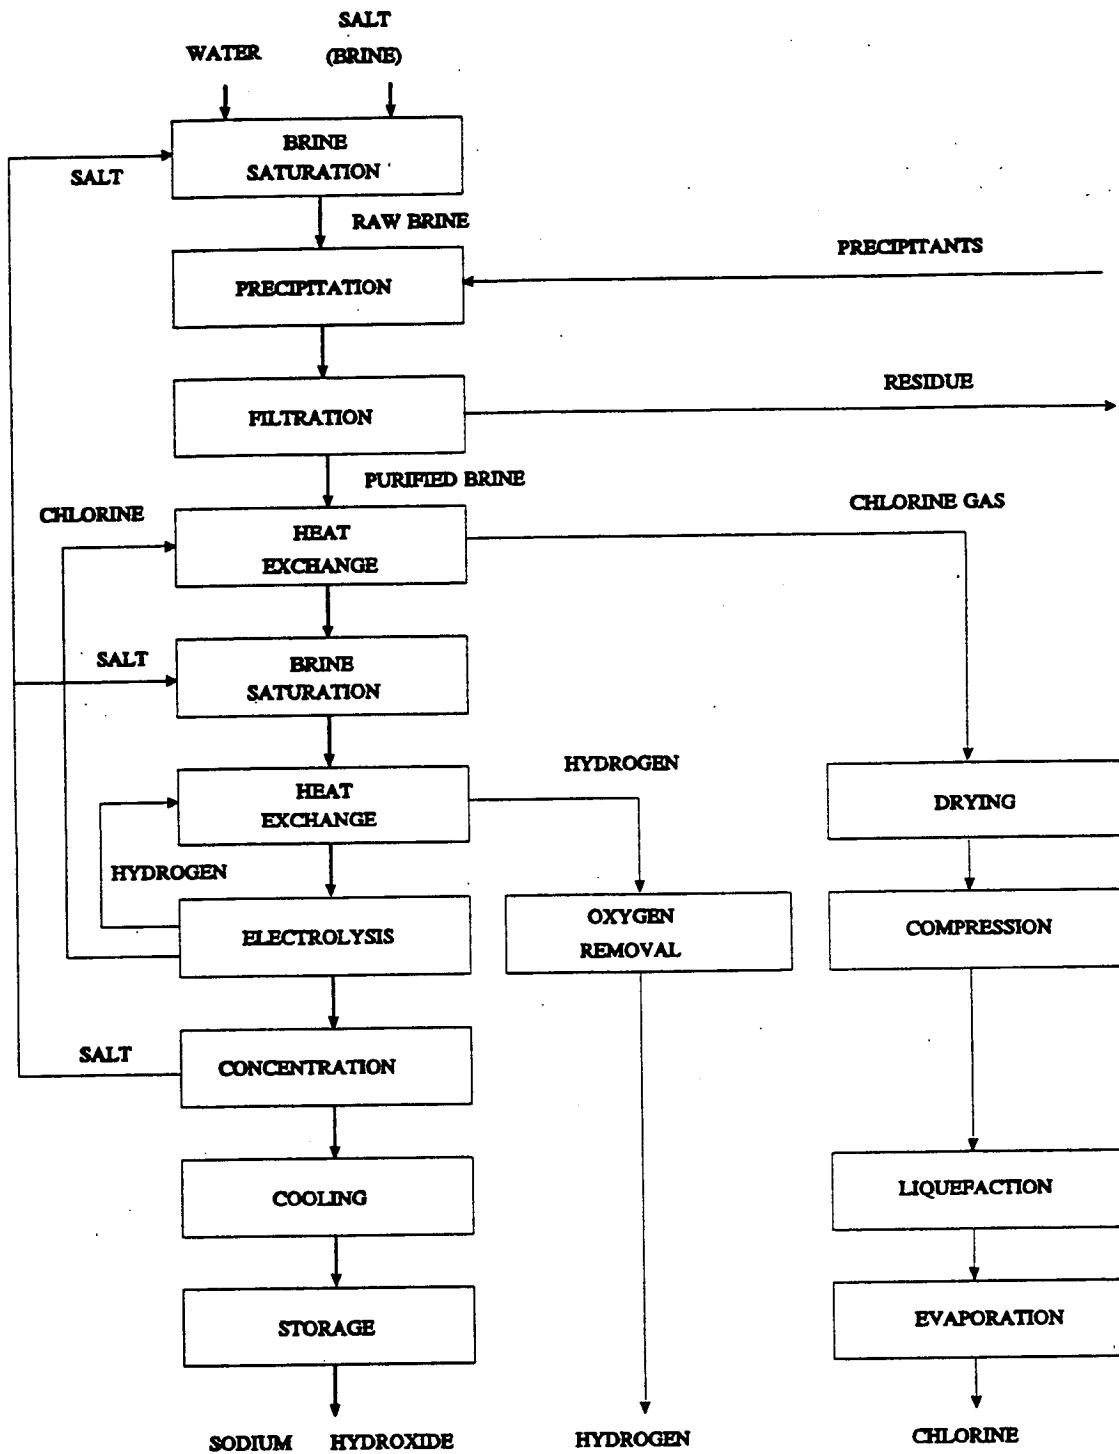 SALT
WATER (BRINE)
BRINE
SATURATION
SALT
RAW BRINE
PRECIPITANTS
PRECIPITATION
RESIDUE
FILTRATION
PURIFIED BRINE
CHLORINE
CHLORINE GAS
HEAT
EXCHANGE
SALT
BRINE
SATURATION
HYDROGEN
HEAT
EXCHANGE
DRYING
HYDROGEN
OXYGEN
REMOVAL
COMPRESSION
ELECTROLYSIS
SALT
CONCENTRATION
COOLING
LIQUEFACTION
STORAGE
EVAPORATION
SODIUM HYDROXIDE
HYDROGEN
CHLORINE